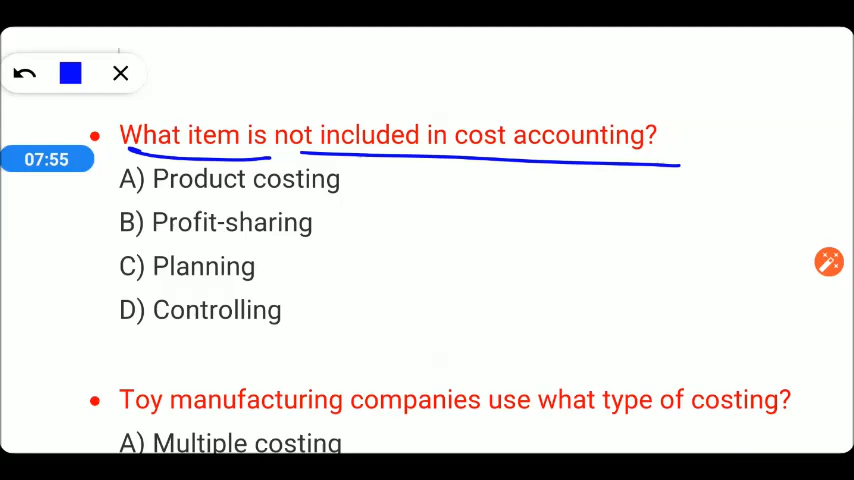 What item is not included in cost accounting?
07:55
A) Product costing
B) Profit-sharing
C) Planning
D) Controlling
Toy manufacturing companies use what type of costing?
A) Multiple costing